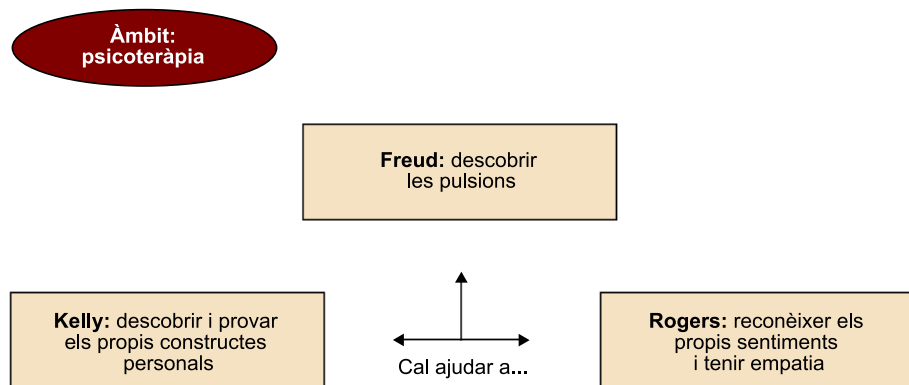 Àmbit:
psicoteràpia
Freud: descobrir
les pulsions
Kelly: descobrir i provar
els propis constructes
personals
Cal ajudar a...
Rogers: reconèixer els
propis sentiments
i tenir empatia